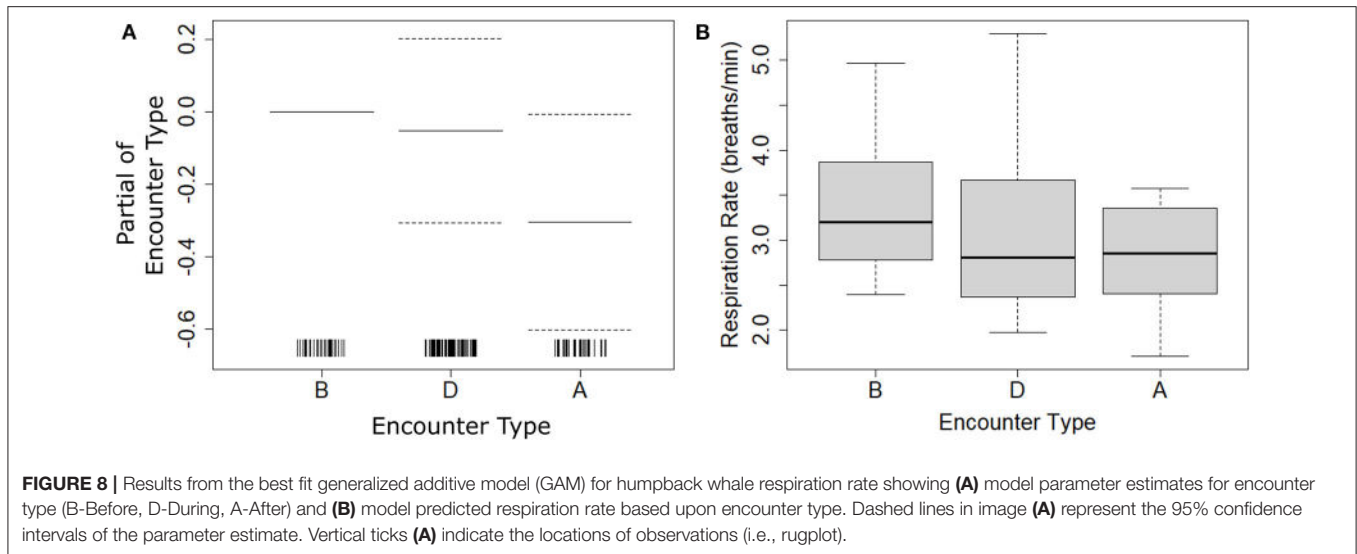 A
Partial of
Encounter Type
0.2
0.0
-0.2
-0.4
-0.6
B D A
Encounter Type
B
Respiration Rate (breaths/min)
5.0
4.0
3.0
2.0
B D A
Encounter Type
FIGURE 8 | Results from the best fit generalized additive model (GAM) for humpback whale respiration rate showing (A) model parameter estimates for encounter
type (B-Before, D-During, A-After) and (B) model predicted respiration rate based upon encounter type. Dashed lines in image (A) represent the 95% confidence
intervals of the parameter estimate. Vertical ticks (A) indicate the locations of observations (i.e., rugplot).